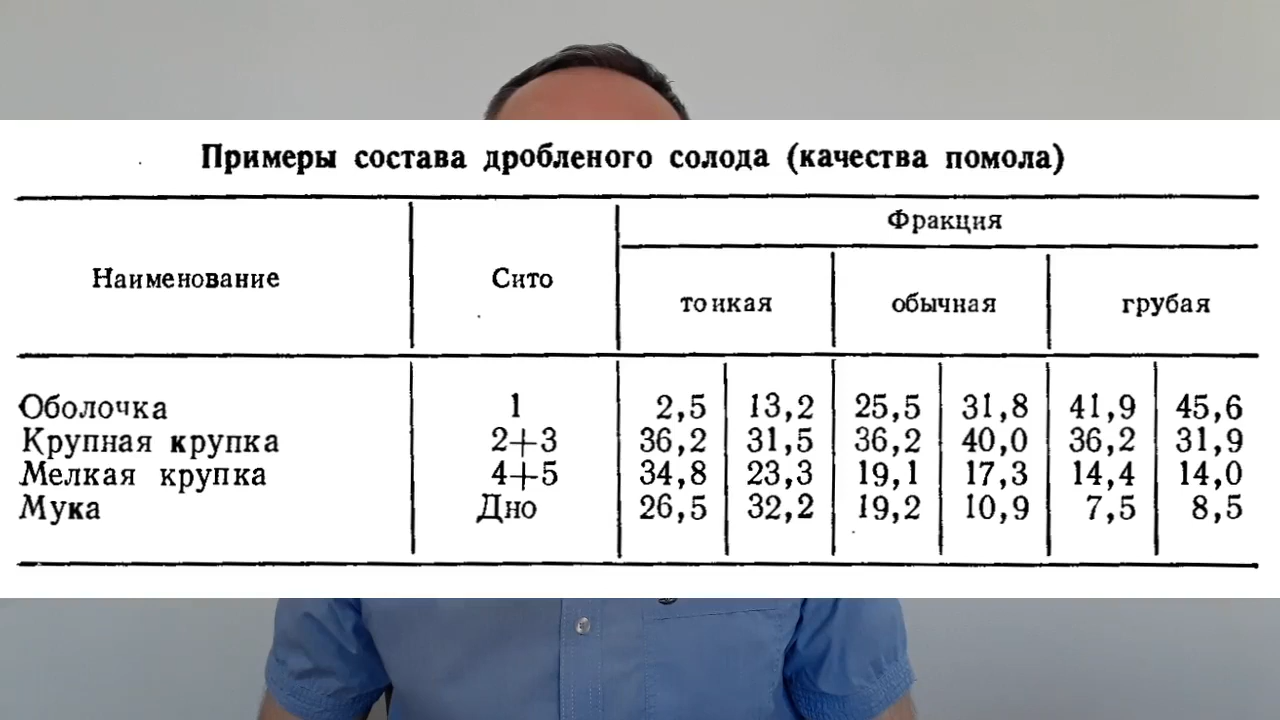 Примеры состава дробленого солода (качества помола)
Наименование Сито Фракция
тонкая обычная грубая
Оболочка 1 2,5 13,2 25,5 31,8 41,9 45,6
Крупная крупка 2+3 36,2 31,5 36,2 40,0 36,2 31,9
Мелкая крупка 4+5 34,8 23,3 19,1 17,3 14,4 14,0
Мука Дно 26,5 32,2 19,2 10,9 7,5 8,5